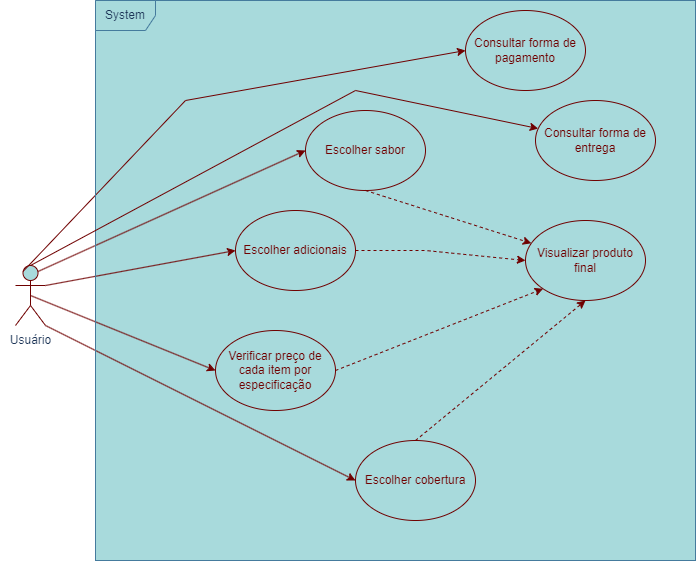 System
Consultar forma de
pagamento
Consultar forma de
entrega
Escolher sabor
Escolher adicionais
Visualizar produto
final
Usuário
Verificar preço de
cada item por
especificação
Escolher cobertura